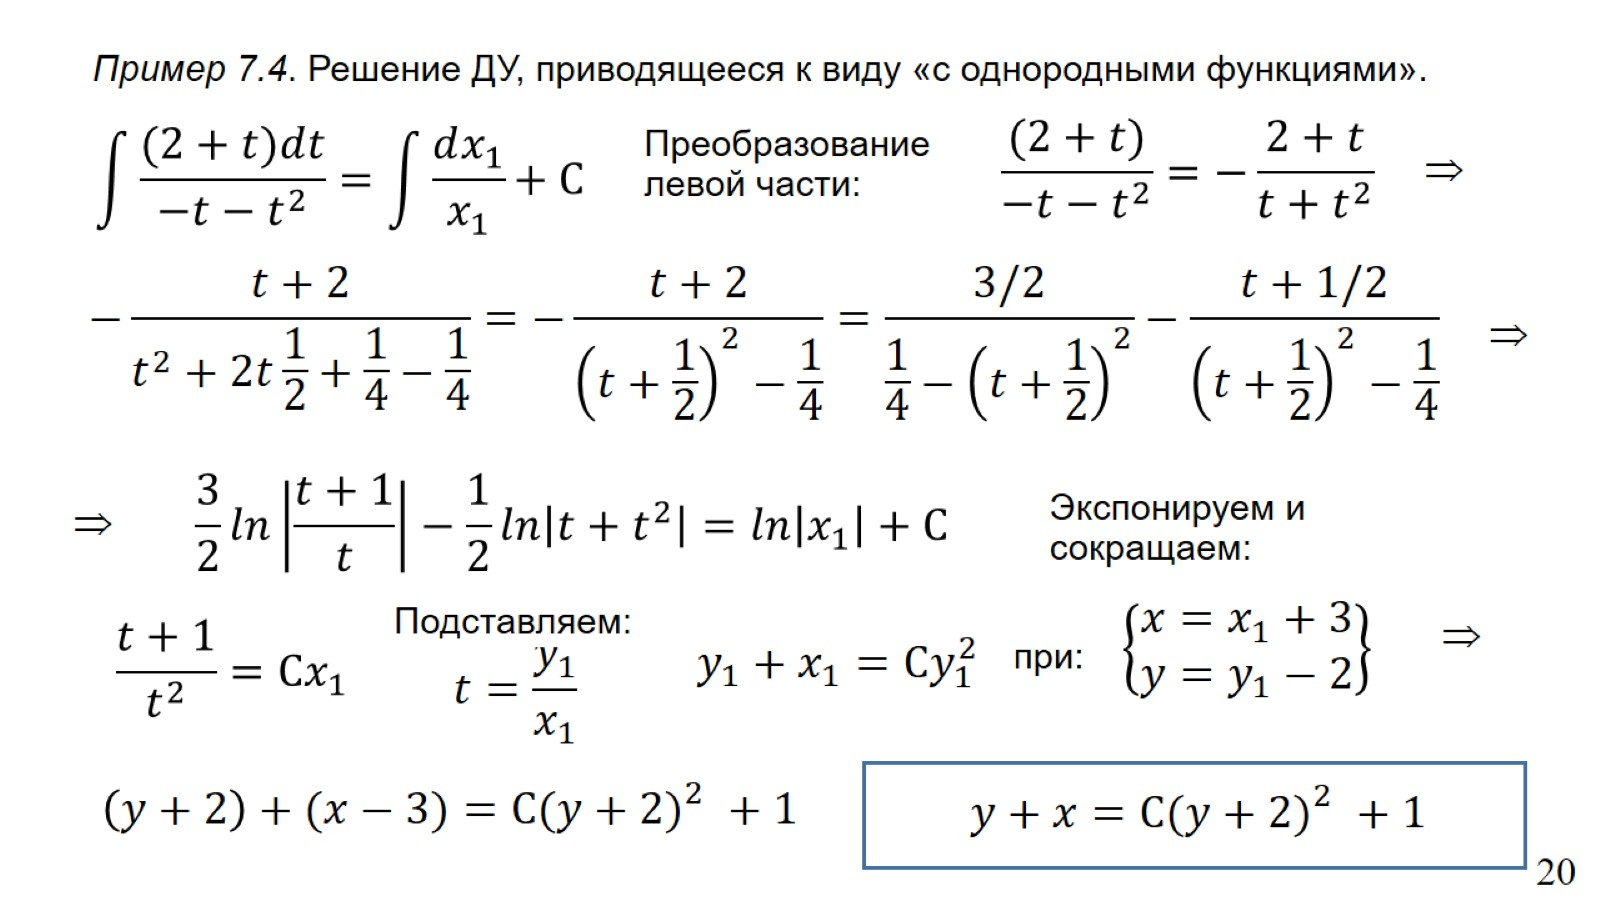 Пример 7.4. Решение ДУ, приводящееся к виду «с однородными функциями».
∫ (2 + t)dt / (−t − t²) = ∫ dx₁ / x₁ + C
Преобразование
левой части:
(2 + t) / (−t − t²) = − (2 + t) / (t + t²) ⇒
− (t + 2) / (t² + 2t 1/2 + 1/4 − 1/4) = − (t + 2) / ((t + 1/2)² − 1/4) = (3/2) / (1/4 − (t + 1/2)²) − (t + 1/2) / ((t + 1/2)² − 1/4) ⇒
⇒ 3/2 ln |(t + 1) / t| − 1/2 ln|t + t²| = ln|x₁| + C
Экспонируем и
сокращаем:
(t + 1) / t² = Cx₁
Подставляем:
t = y₁ / x₁
y₁ + x₁ = Cy₁²
при:
{x = x₁ + 3
y = y₁ − 2} ⇒
(y + 2) + (x − 3) = C(y + 2)² + 1
y + x = C(y + 2)² + 1
20